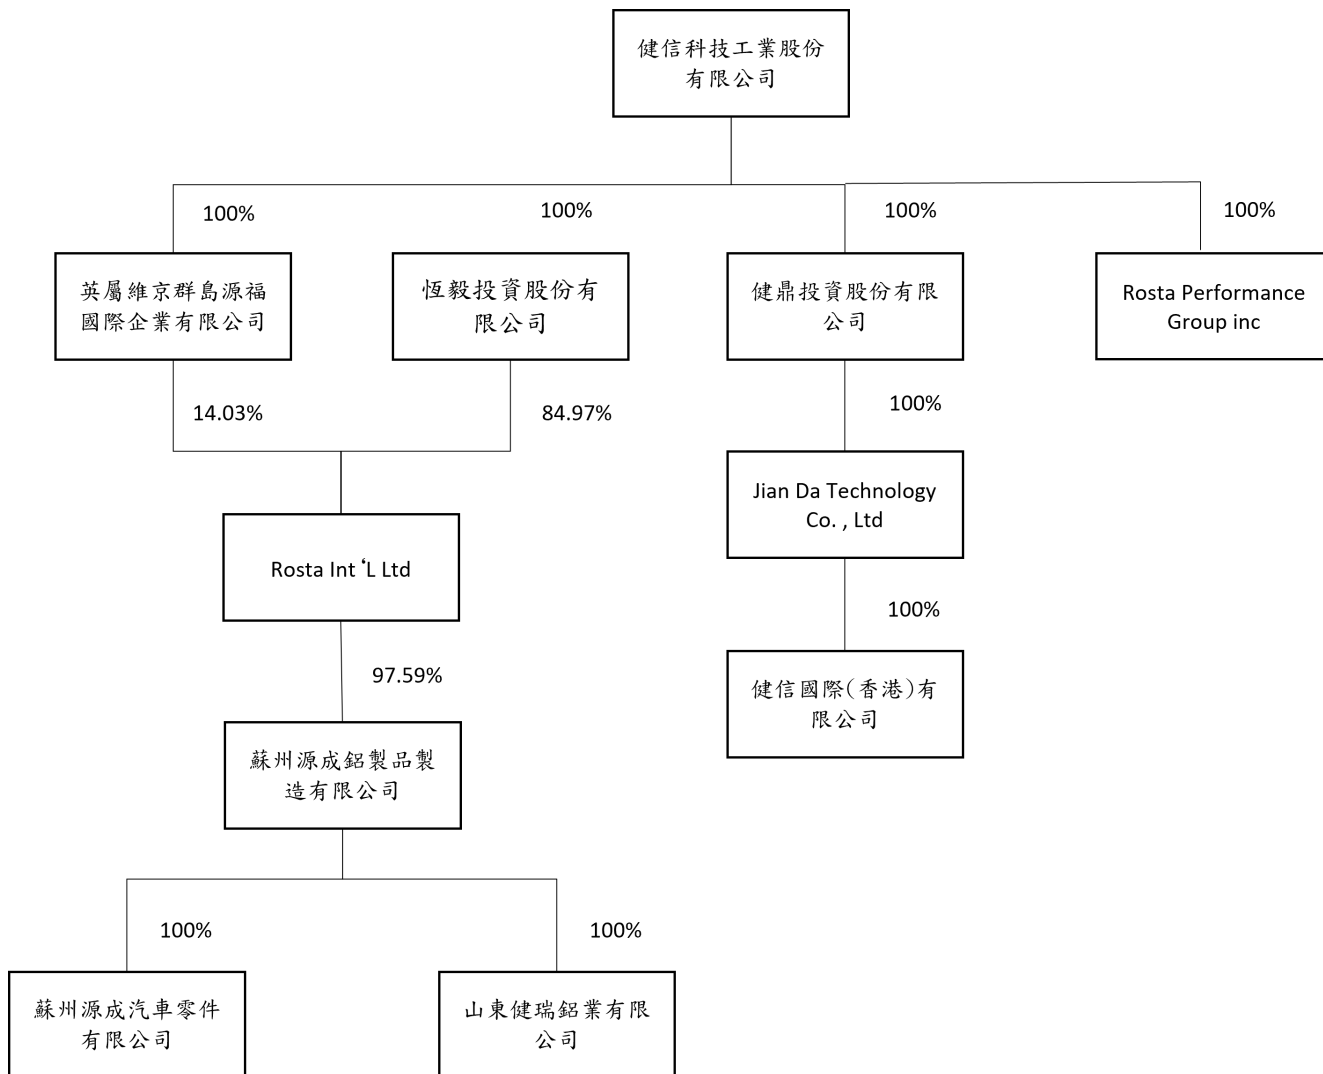 健信科技工業股份
有限公司
100%
100%
100%
100%
英屬維京群島源福
國際企業有限公司
恆毅投資股份有
限公司
健鼎投資股份有限
公司
Rosta Performance
Group inc
14.03%
84.97%
100%
Jian Da Technology
Co. , Ltd
Rosta Int ‘L Ltd
100%
97.59%
健信國際(香港)有
限公司
蘇州源成鋁製品製
造有限公司
100%
100%
蘇州源成汽車零件
有限公司
山東健瑞鋁業有限
公司